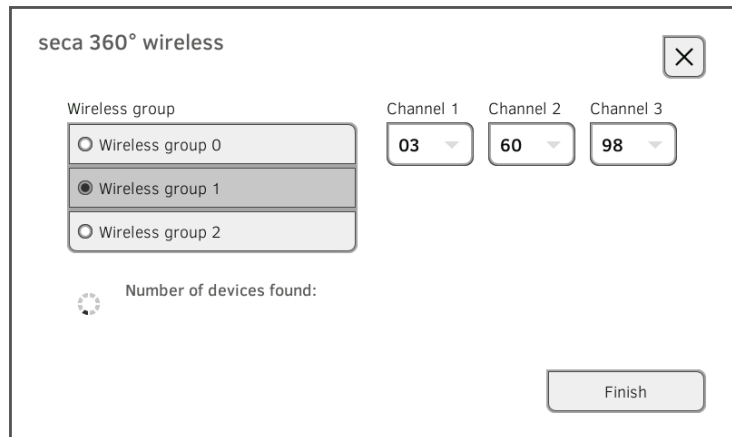 seca 360° wireless
Wireless group
Channel 1 Channel 2 Channel 3
Wireless group 0
03 60 98
Wireless group 1
Wireless group 2
Number of devices found:
Finish